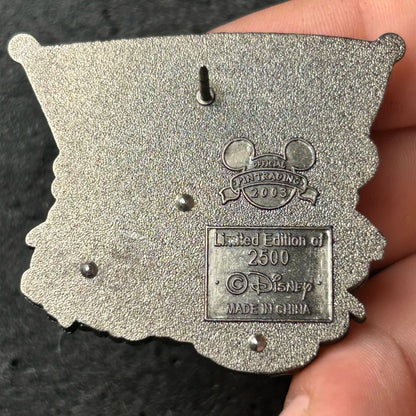 OFFICIAL
PIN TRADING
2003
Limited Edition of
2500
© Disney
MADE IN CHINA